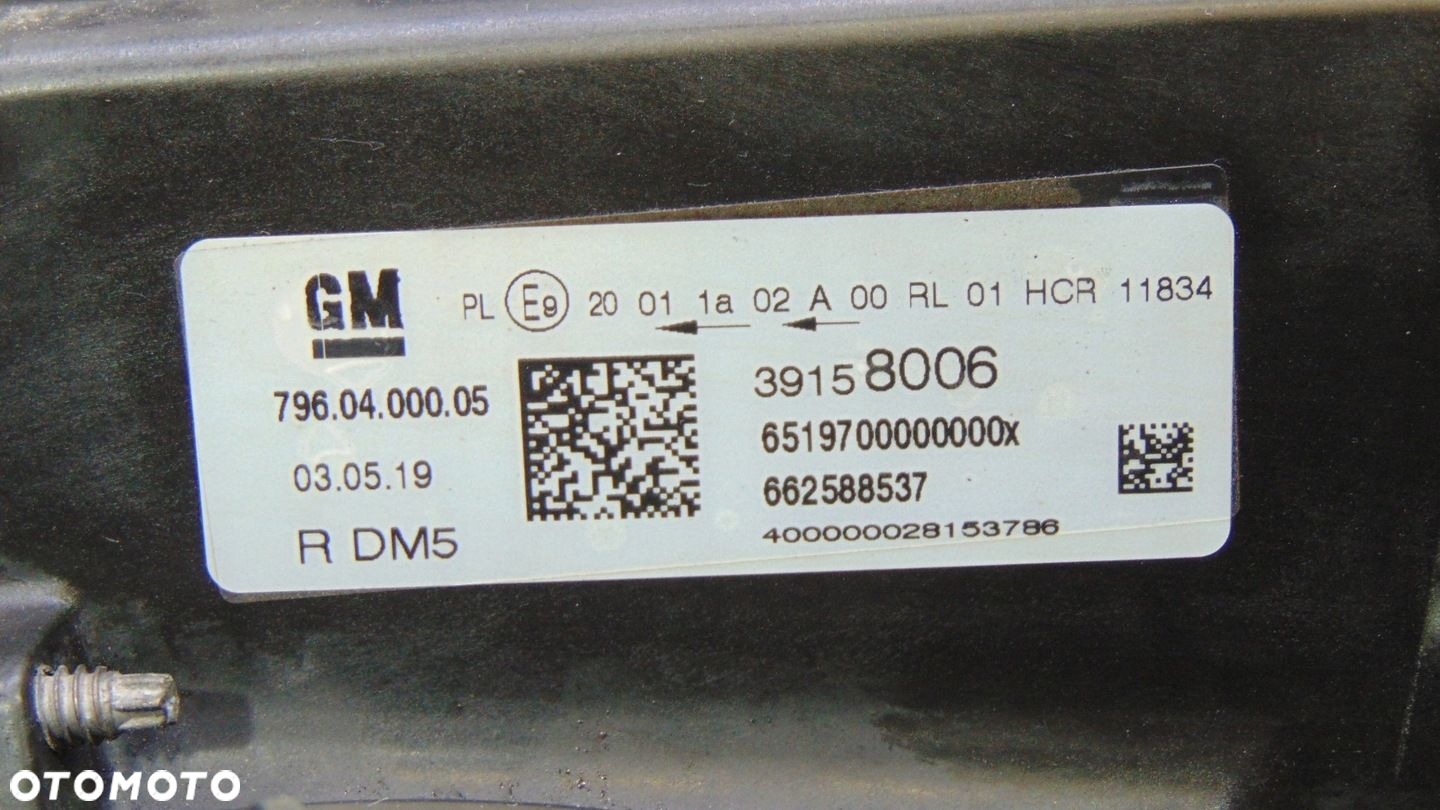 GM
PL E9 20 01 1a 02 A 00 RL 01 HCR 11834
796.04.000.05
39158006
03.05.19
6519700000000x
662588537
R DM5
400000028153786
OTOMOTO